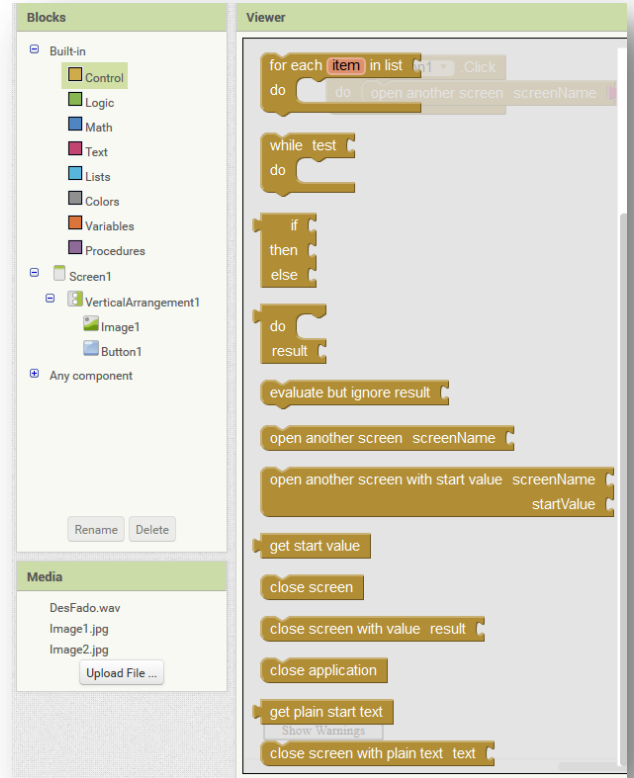 Blocks
Built-in
Control
Logic
Math
Text
Lists
Colors
Variables
Procedures
Screen1
VerticalArrangement1
Image1
Button1
Any component
Rename Delete
Media
DesFado.wav
Image1.jpg
Image2.jpg
Upload File ...
Viewer
for each item in list
.Click
do
do open another screen screenName
while test
do
if
then
else
do
result
evaluate but ignore result
open another screen screenName
open another screen with start value screenName
startValue
get start value
close screen
close screen with value result
close application
get plain start text
Show Warnings
close screen with plain text text